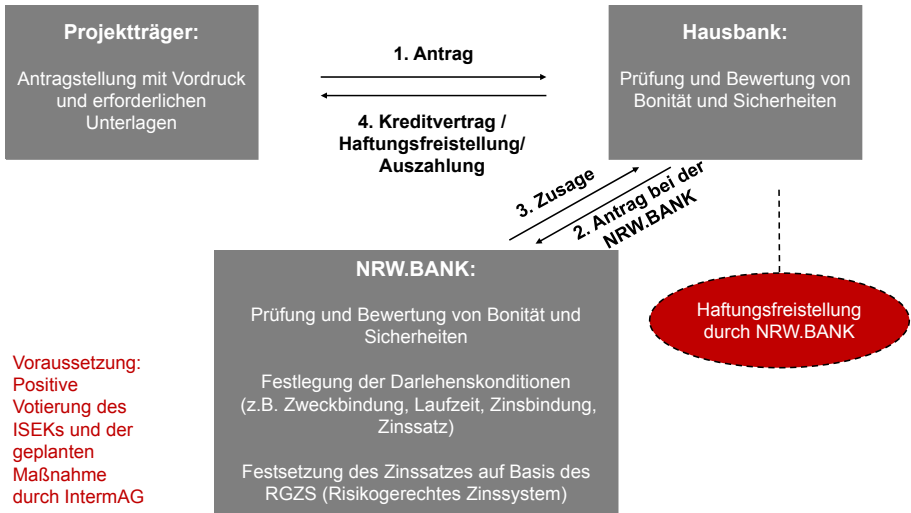 Projektträger:
Antragstellung mit Vordruck
und erforderlichen
Unterlagen
1. Antrag
4. Kreditvertrag /
Haftungsfreistellung/
Auszahlung
Hausbank:
Prüfung und Bewertung von
Bonität und Sicherheiten
3. Zusage
2. Antrag bei der
NRW.BANK
NRW.BANK:
Prüfung und Bewertung von Bonität und
Sicherheiten
Festlegung der Darlehenskonditionen
(z.B. Zweckbindung, Laufzeit, Zinsbindung,
Zinssatz)
Festsetzung des Zinssatzes auf Basis des
RGZS (Risikogerechtes Zinssystem)
Haftungsfreistellung
durch NRW.BANK
Voraussetzung:
Positive
Votierung des
ISEKs und der
geplanten
Maßnahme
durch IntermAG